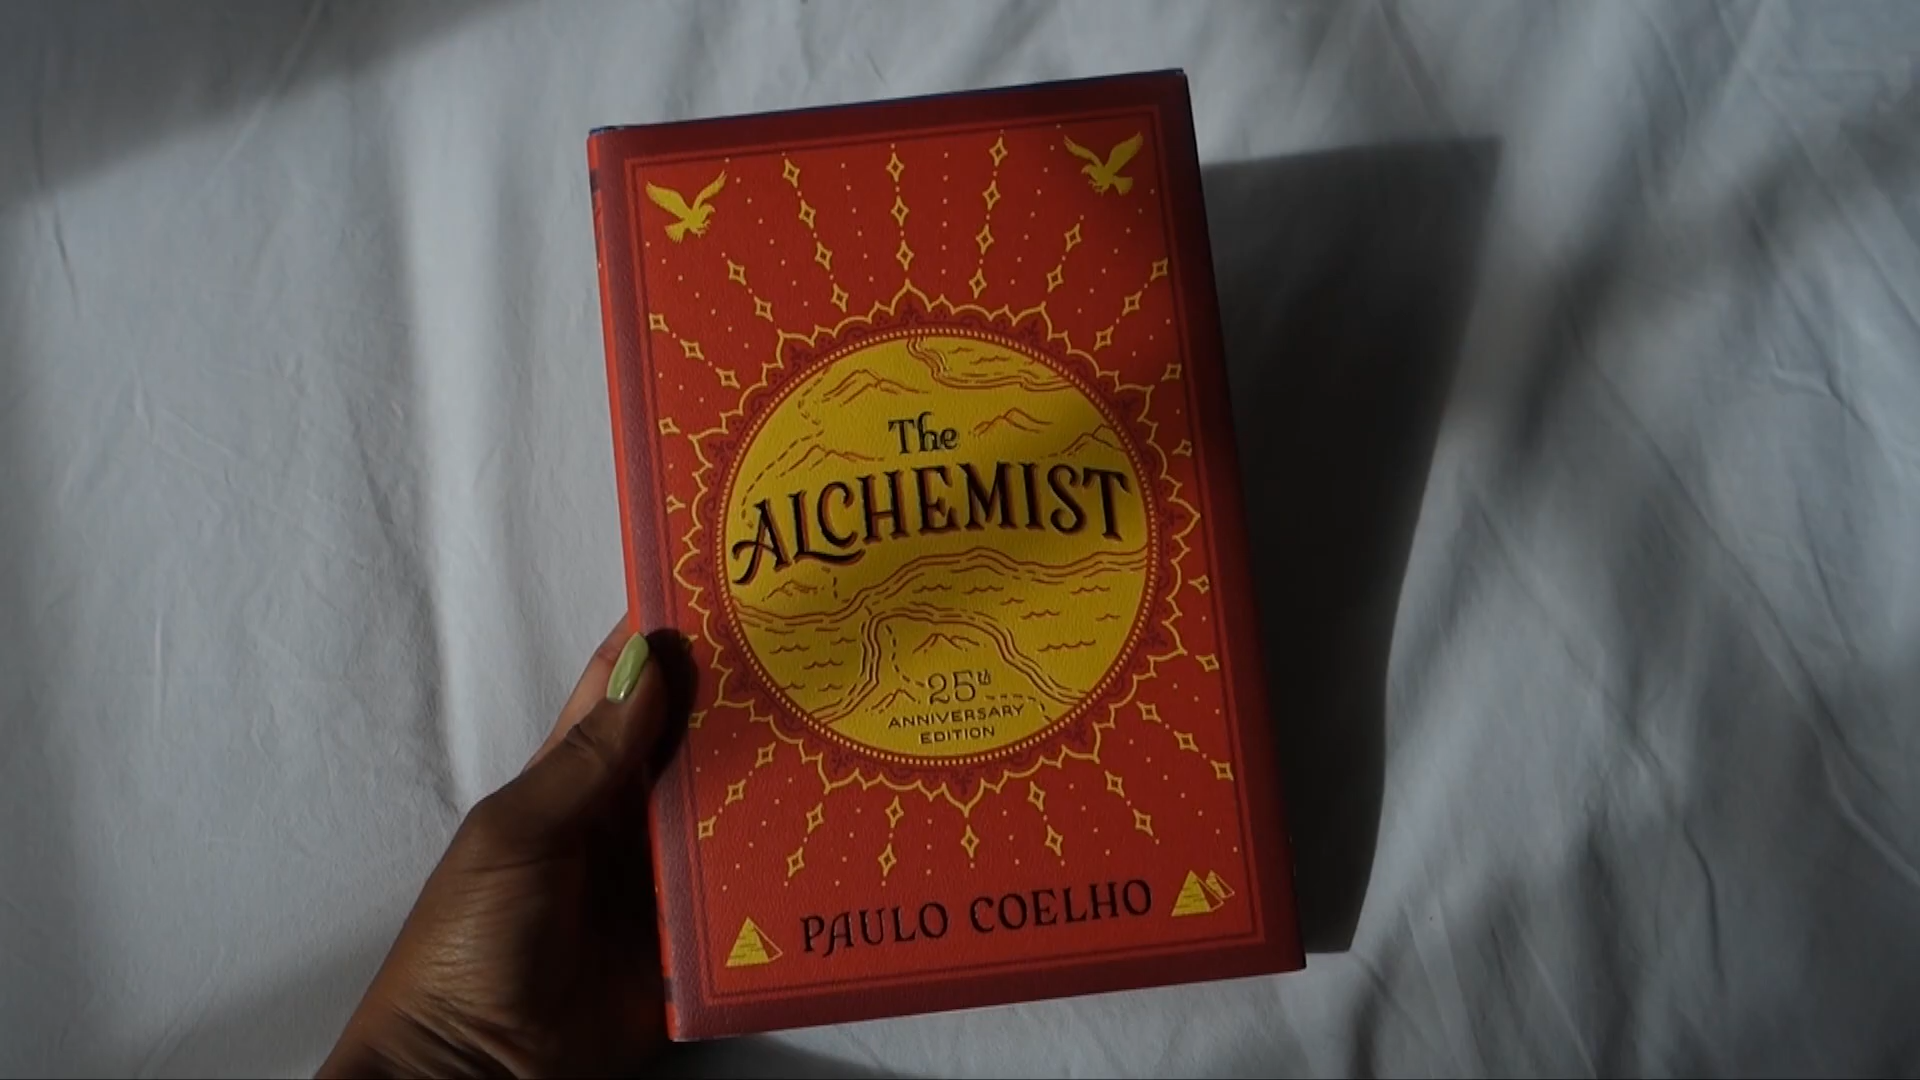 The
ALCHEMIST
25th
ANNIVERSARY
EDITION
PAULO COELHO